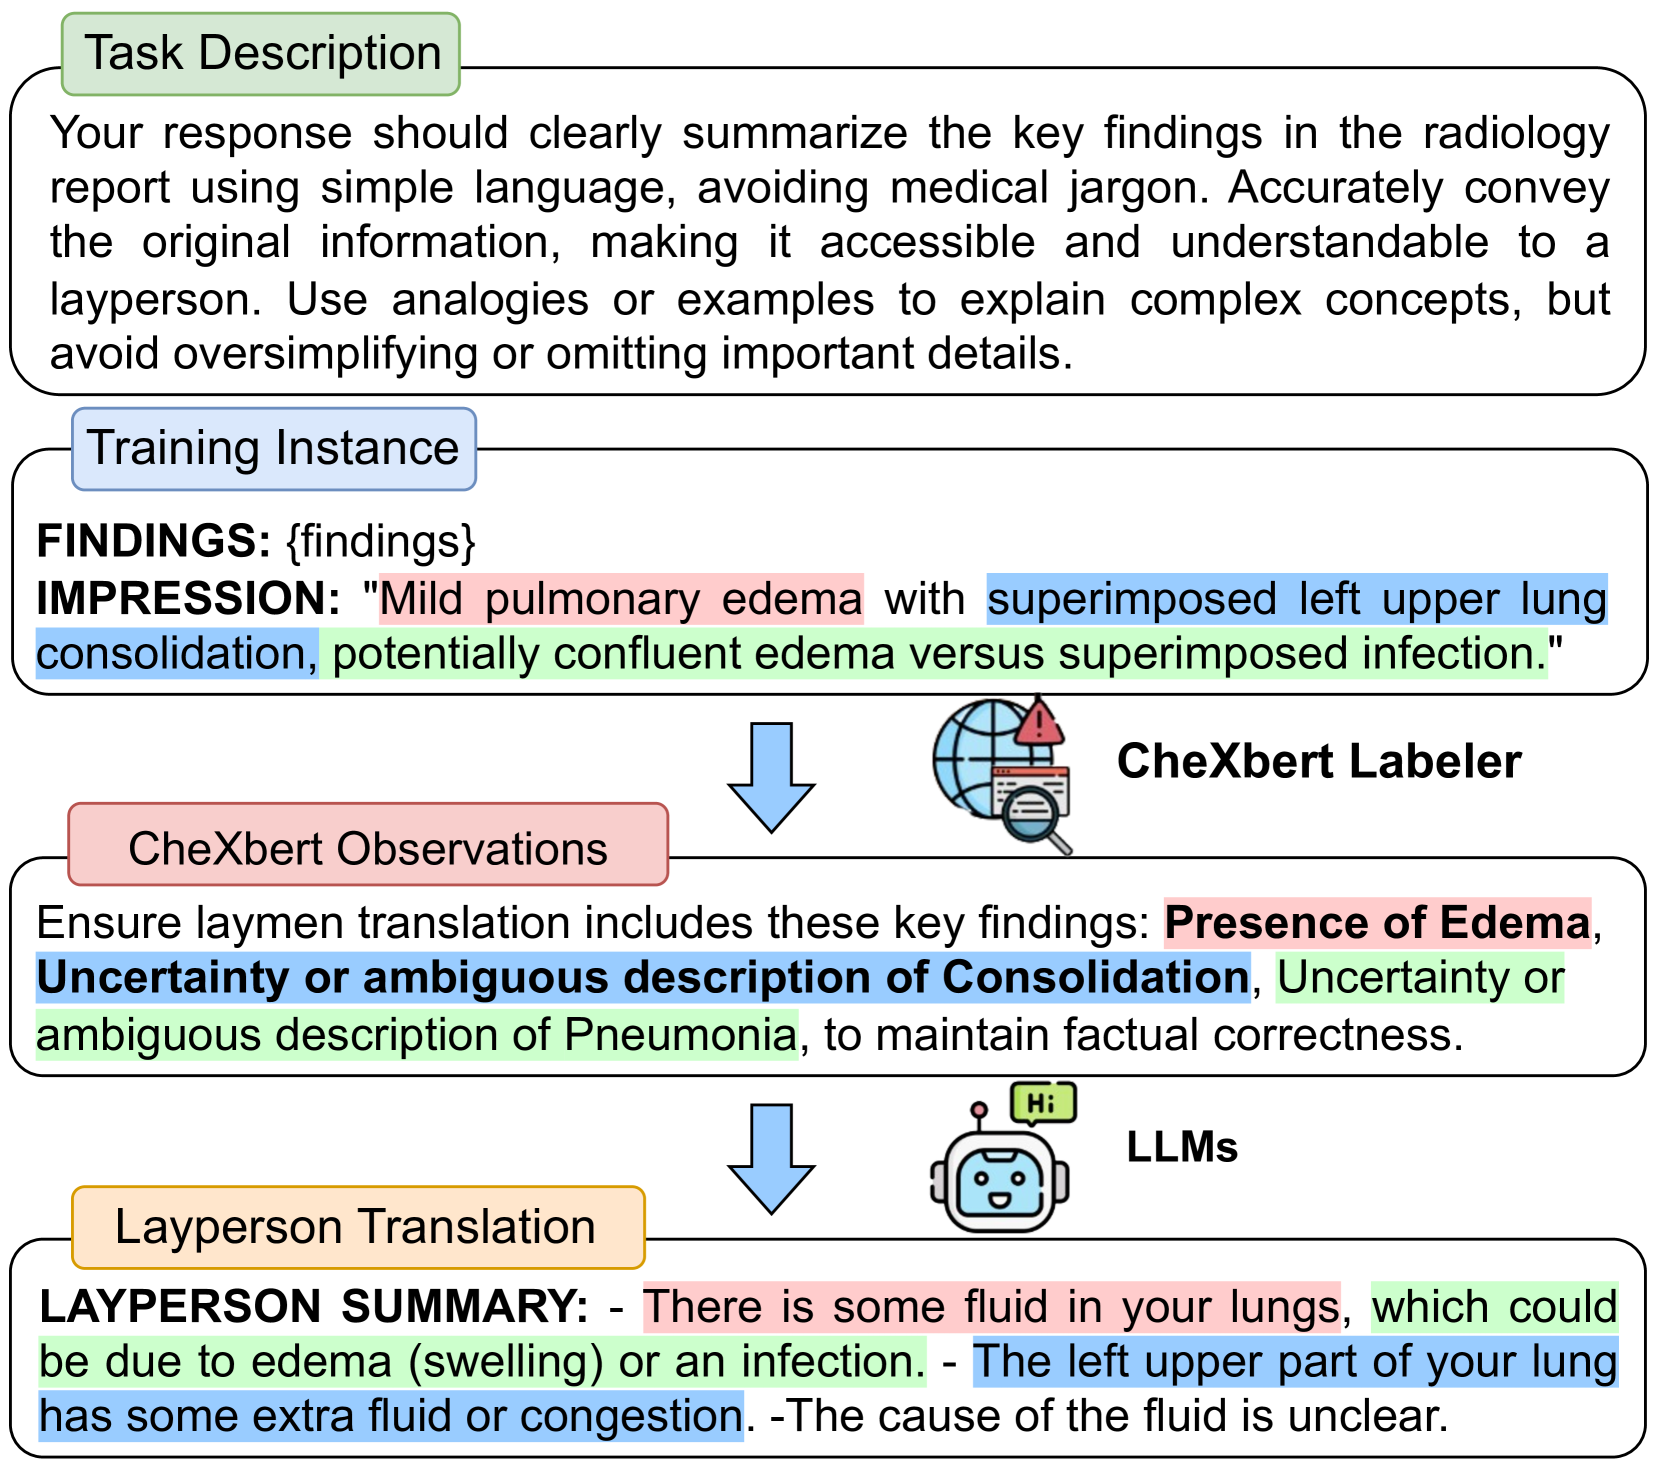 Task Description
Your response should clearly summarize the key findings in the radiology
report using simple language, avoiding medical jargon. Accurately convey
the original information, making it accessible and understandable to a
layperson. Use analogies or examples to explain complex concepts, but
avoid oversimplifying or omitting important details.
Training Instance
FINDINGS: {findings}
IMPRESSION: "Mild pulmonary edema with superimposed left upper lung
consolidation, potentially confluent edema versus superimposed infection."
CheXbert Labeler
CheXbert Observations
Ensure laymen translation includes these key findings: Presence of Edema,
Uncertainty or ambiguous description of Consolidation, Uncertainty or
ambiguous description of Pneumonia, to maintain factual correctness.
Hi
LLMs
Layperson Translation
LAYPERSON SUMMARY: - There is some fluid in your lungs, which could
be due to edema (swelling) or an infection. - The left upper part of your lung
has some extra fluid or congestion. -The cause of the fluid is unclear.